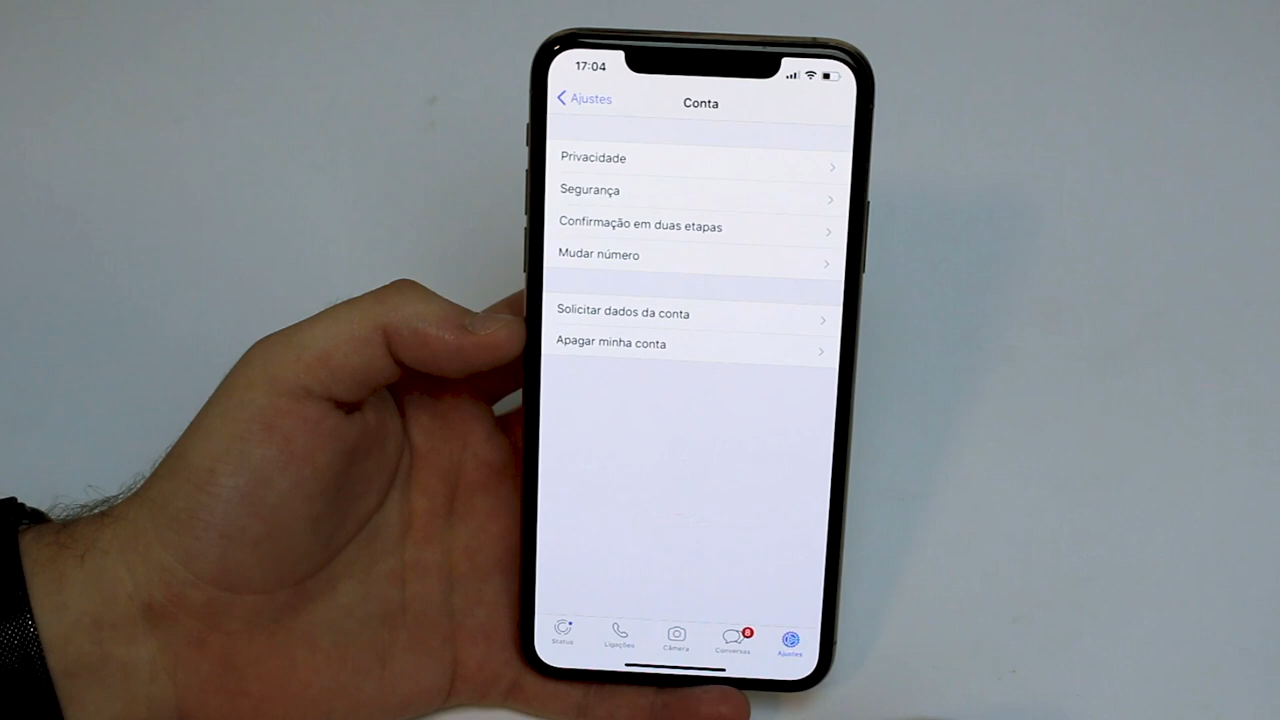 17:04
Ajustes
Conta
Privacidade
Segurança
Confirmação em duas etapas
Mudar número
Solicitar dados da conta
Apagar minha conta
Status
Ligações
Câmera
Conversas
8
Ajustes